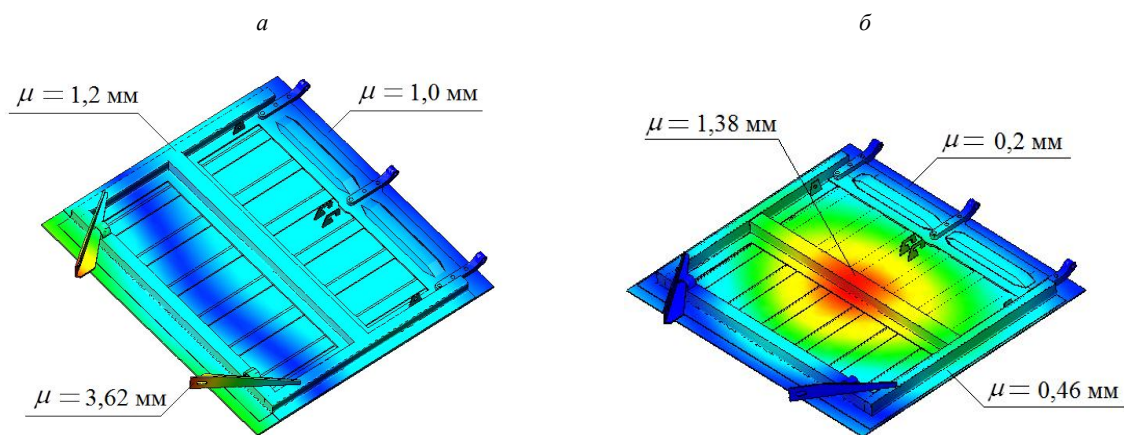 а
б
μ = 1,2 мм
μ = 1,0 мм
μ = 1,38 мм
μ = 0,2 мм
μ = 3,62 мм
μ = 0,46 мм